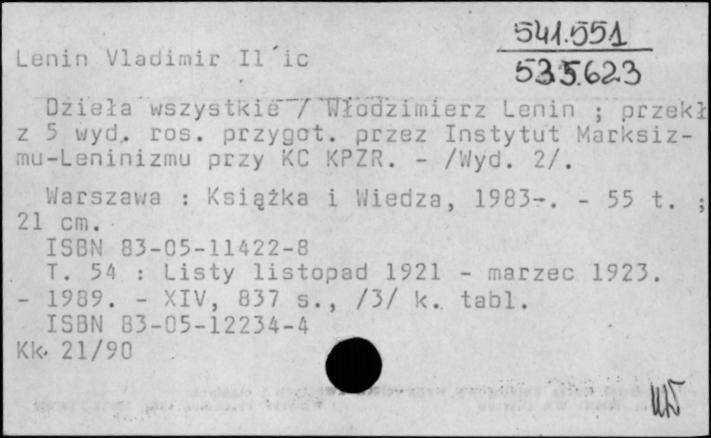 541.551
Lenin Vladimir Il´ic
535.623
Dzieła wszystkie / Włodzimierz Lenin ; przekł
z 5 wyd. ros. przygot. przez Instytut Marksiz-
mu-Leninizmu przy KC KPZR. - /Wyd. 2/.
Warszawa : Książka i Wiedza, 1983-. - 55 t. ;
21 cm.
ISBN 83-05-11422-8
T. 54 : Listy listopad 1921 - marzec 1923.
- 1989. - XIV, 837 s., /3/ k. tabl.
ISBN 83-05-12234-4
Kk. 21/90